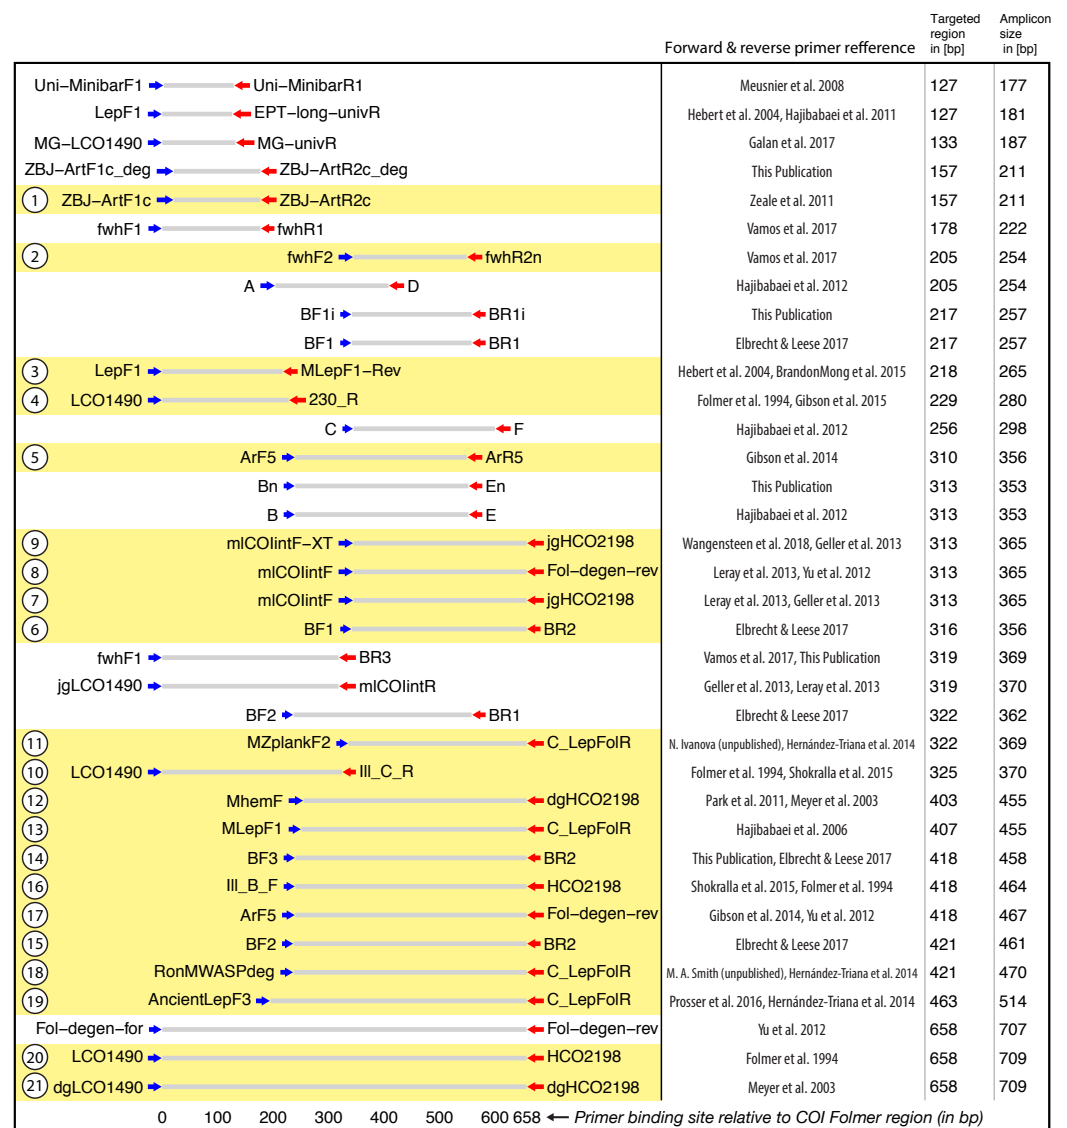 Forward & reverse primer refference Targeted region in [bp] Amplicon size in [bp]
Uni−MinibarF1 Uni−MinibarR1 Meusnier et al. 2008 127 177
LepF1 EPT−long−univR Hebert et al. 2004, Hajibabaei et al. 2011 127 181
MG−LCO1490 MG−univR Galan et al. 2017 133 187
ZBJ−ArtF1c_deg ZBJ−ArtR2c_deg This Publication 157 211
1 ZBJ−ArtF1c ZBJ−ArtR2c Zeale et al. 2011 157 211
fwhF1 fwhR1 Vamos et al. 2017 178 222
2 fwhF2 fwhR2n Vamos et al. 2017 205 254
A D Hajibabaei et al. 2012 205 254
BF1i BR1i This Publication 217 257
BF1 BR1 Elbrecht & Leese 2017 217 257
3 LepF1 MLepF1−Rev Hebert et al. 2004, BrandonMong et al. 2015 218 265
4 LCO1490 230_R Folmer et al. 1994, Gibson et al. 2015 229 280
C F Hajibabaei et al. 2012 256 298
5 ArF5 ArR5 Gibson et al. 2014 310 356
Bn En This Publication 313 353
B E Hajibabaei et al. 2012 313 353
9 mlCOIintF−XT jgHCO2198 Wangensteen et al. 2018, Geller et al. 2013 313 365
8 mlCOIintF Fol−degen−rev Leray et al. 2013, Yu et al. 2012 313 365
7 mlCOIintF jgHCO2198 Leray et al. 2013, Geller et al. 2013 313 365
6 BF1 BR2 Elbrecht & Leese 2017 316 356
fwhF1 BR3 Vamos et al. 2017, This Publication 319 369
jgLCO1490 mlCOIintR Geller et al. 2013, Leray et al. 2013 319 370
BF2 BR1 Elbrecht & Leese 2017 322 362
11 MZplankF2 C_LepFolR N. Ivanova (unpublished), Hernández-Triana et al. 2014 322 369
10 LCO1490 Ill_C_R Folmer et al. 1994, Shokralla et al. 2015 325 370
12 MhemF dgHCO2198 Park et al. 2011, Meyer et al. 2003 403 455
13 MLepF1 C_LepFolR Hajibabaei et al. 2006 407 455
14 BF3 BR2 This Publication, Elbrecht & Leese 2017 418 458
16 Ill_B_F HCO2198 Shokralla et al. 2015, Folmer et al. 1994 418 464
17 ArF5 Fol−degen−rev Gibson et al. 2014, Yu et al. 2012 418 467
15 BF2 BR2 Elbrecht & Leese 2017 421 461
18 RonMWASPdeg C_LepFolR M. A. Smith (unpublished), Hernández-Triana et al. 2014 421 470
19 AncientLepF3 C_LepFolR Prosser et al. 2016, Hernández-Triana et al. 2014 463 514
Fol−degen−for Fol−degen−rev Yu et al. 2012 658 707
20 LCO1490 HCO2198 Folmer et al. 1994 658 709
21 dgLCO1490 dgHCO2198 Meyer et al. 2003 658 709
0 100 200 300 400 500 600 658 ← Primer binding site relative to COI Folmer region (in bp)